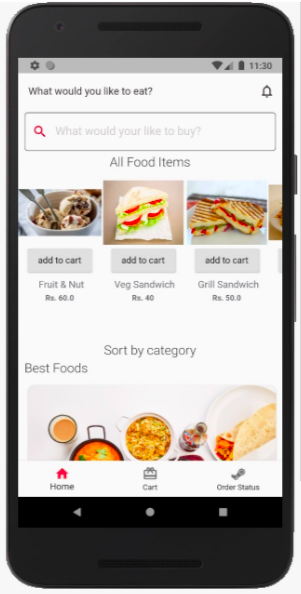 11:30
What would you like to eat?
What would your like to buy?
All Food Items
add to cart add to cart add to cart
Fruit & Nut Veg Sandwich Grill Sandwich
Rs. 60.0 Rs. 40 Rs. 50.0
Sort by category
Best Foods
Home Cart Order Status